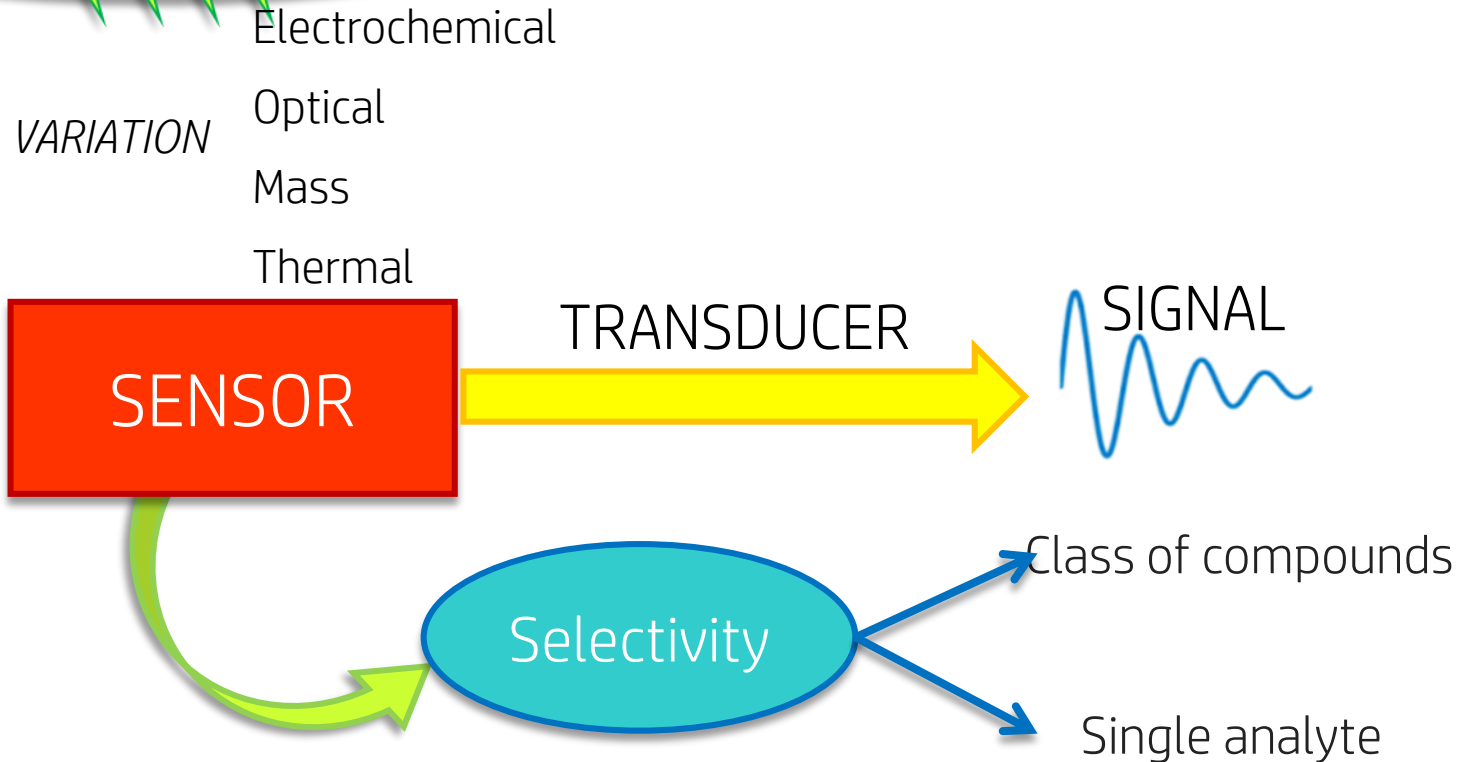 Electrochemical
Optical
VARIATION
Mass
Thermal
TRANSDUCER
SIGNAL
SENSOR
Class of compounds
Selectivity
Single analyte